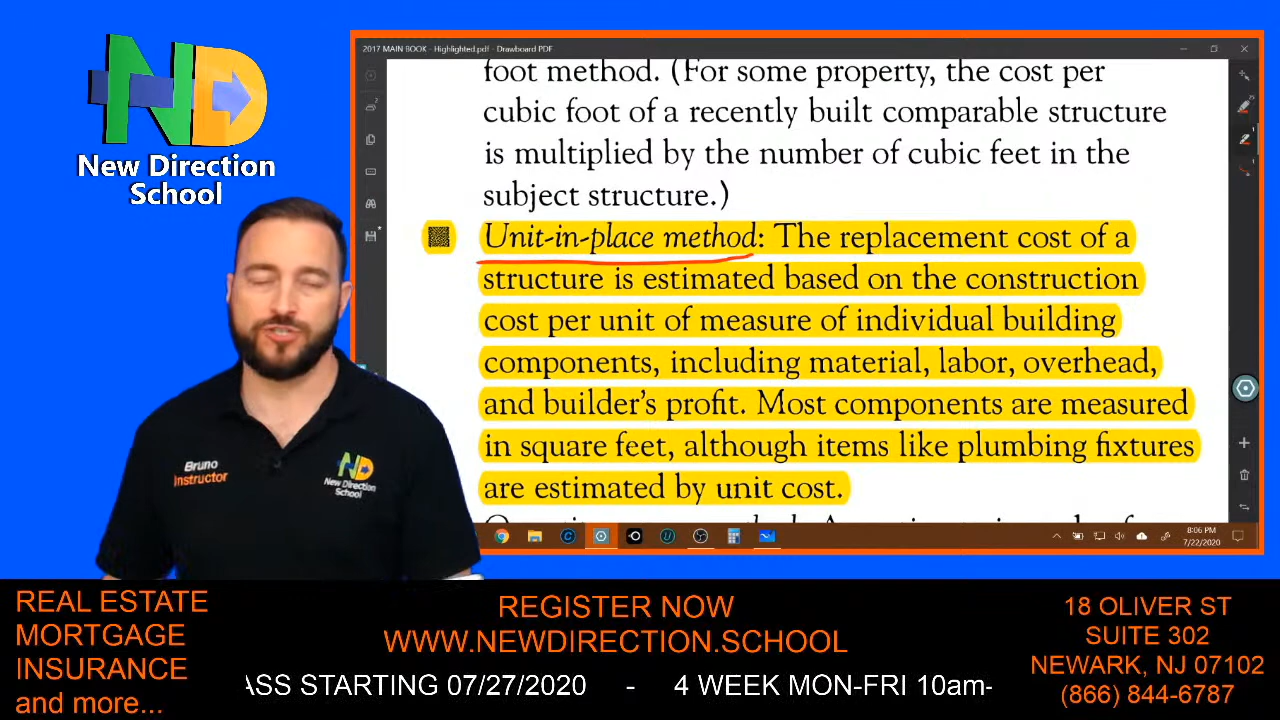 ND
New Direction
School
2017 MAIN BOOK - Highlighted.pdf - Drawboard PDF
foot method. (For some property, the cost per
cubic foot of a recently built comparable structure
is multiplied by the number of cubic feet in the
subject structure.)
Unit-in-place method: The replacement cost of a
structure is estimated based on the construction
cost per unit of measure of individual building
components, including material, labor, overhead,
and builder's profit. Most components are measured
in square feet, although items like plumbing fixtures
are estimated by unit cost.
8:06 PM
7/22/2020
Bruno
Instructor
ND
New Direction
School
REAL ESTATE
MORTGAGE
INSURANCE
and more...
REGISTER NOW
WWW.NEWDIRECTION.SCHOOL
ASS STARTING 07/27/2020 - 4 WEEK MON-FRI 10am-
18 OLIVER ST
SUITE 302
NEWARK, NJ 07102
(866) 844-6787